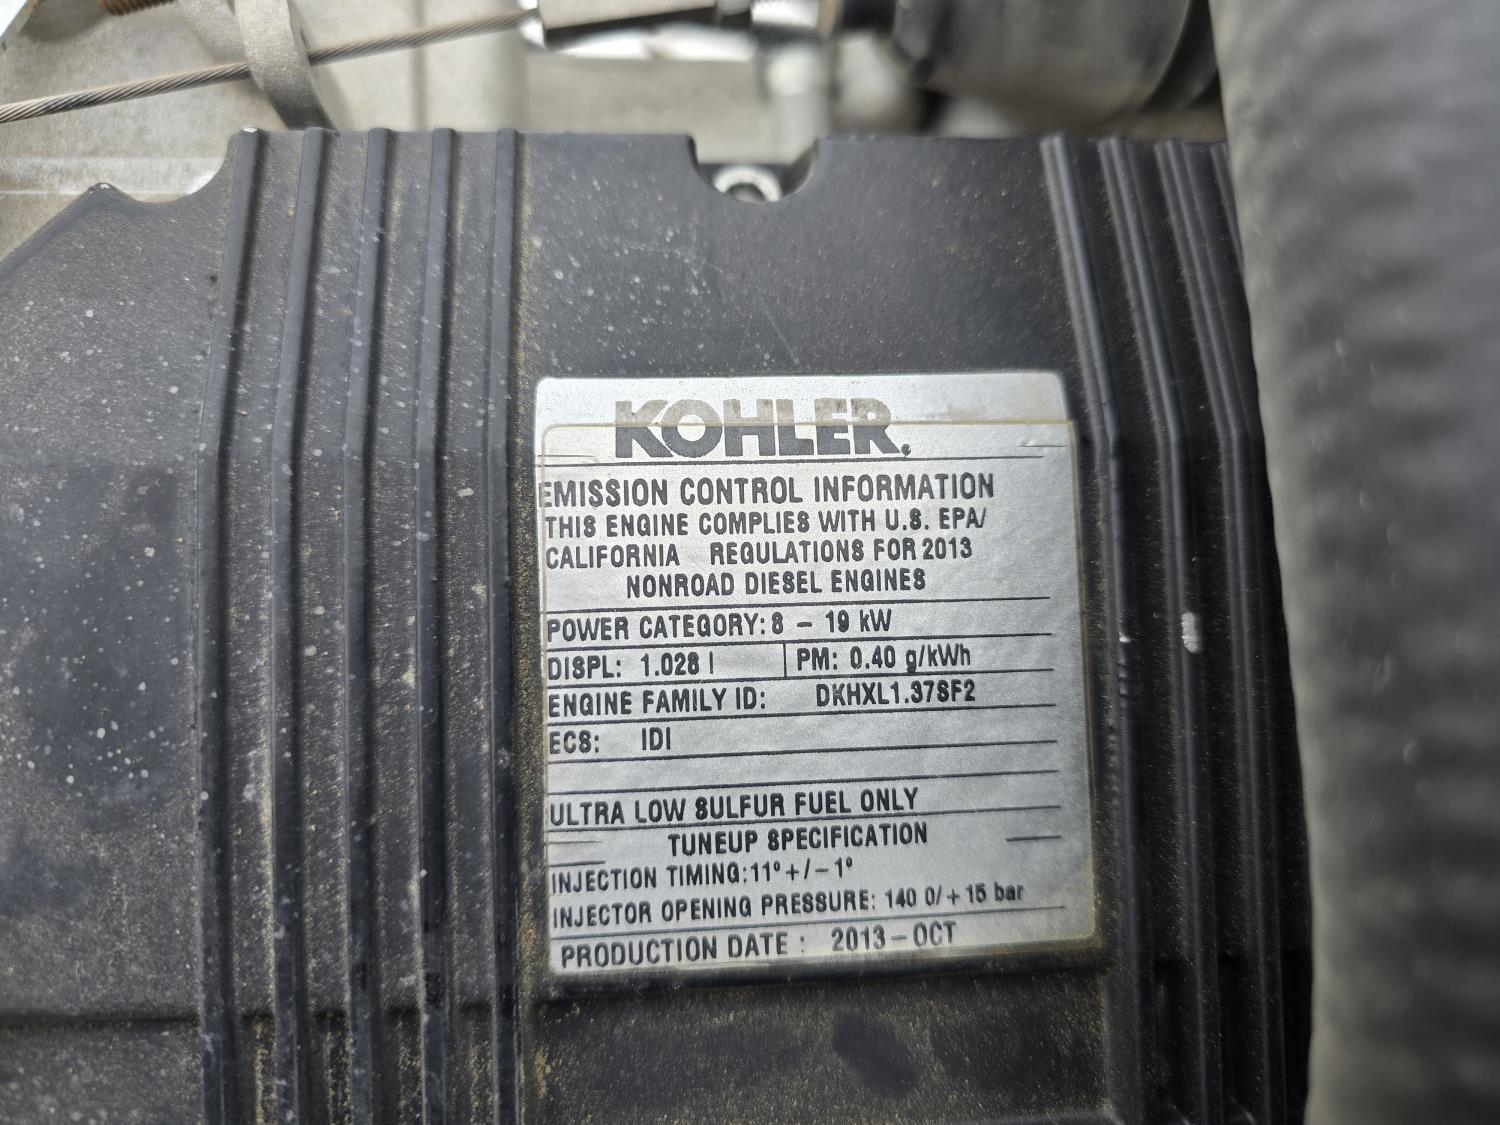 KOHLER.
EMISSION CONTROL INFORMATION
THIS ENGINE COMPLIES WITH U.S. EPA/
CALIFORNIA REGULATIONS FOR 2013
NONROAD DIESEL ENGINES
POWER CATEGORY: 8 - 19 kW
DISPL: 1.028 l PM: 0.40 g/kWh
ENGINE FAMILY ID: DKHXL1.37SF2
ECS: IDI
ULTRA LOW SULFUR FUEL ONLY
TUNEUP SPECIFICATION
INJECTION TIMING: 11° +/- 1°
INJECTOR OPENING PRESSURE: 140 0/+15 bar
PRODUCTION DATE : 2013-OCT